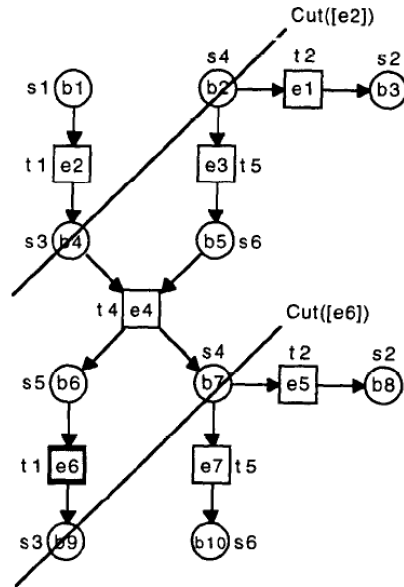 Cut([e2])
s4 t2 s2
s1 b1 b2 e1 b3
t1 e2 e3 t5
s3 b4 b5 s6
t4 e4 Cut([e6])
s4 t2 s2
s5 b6 b7 e5 b8
t1 e6 e7 t5
s3 b9 b10 s6